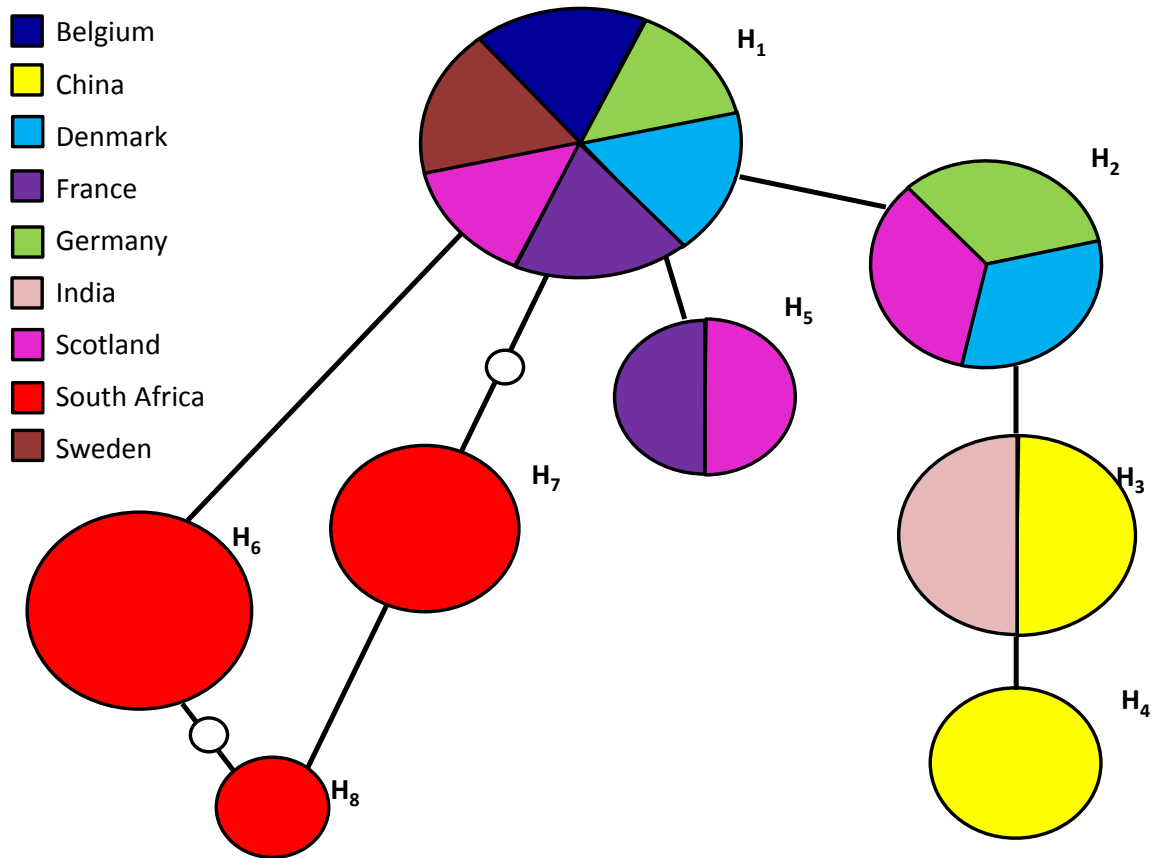 Belgium
China
Denmark
France
Germany
India
Scotland
South Africa
Sweden
H₁
H₂
H₅
H₇
H₃
H₆
H₄
H₈